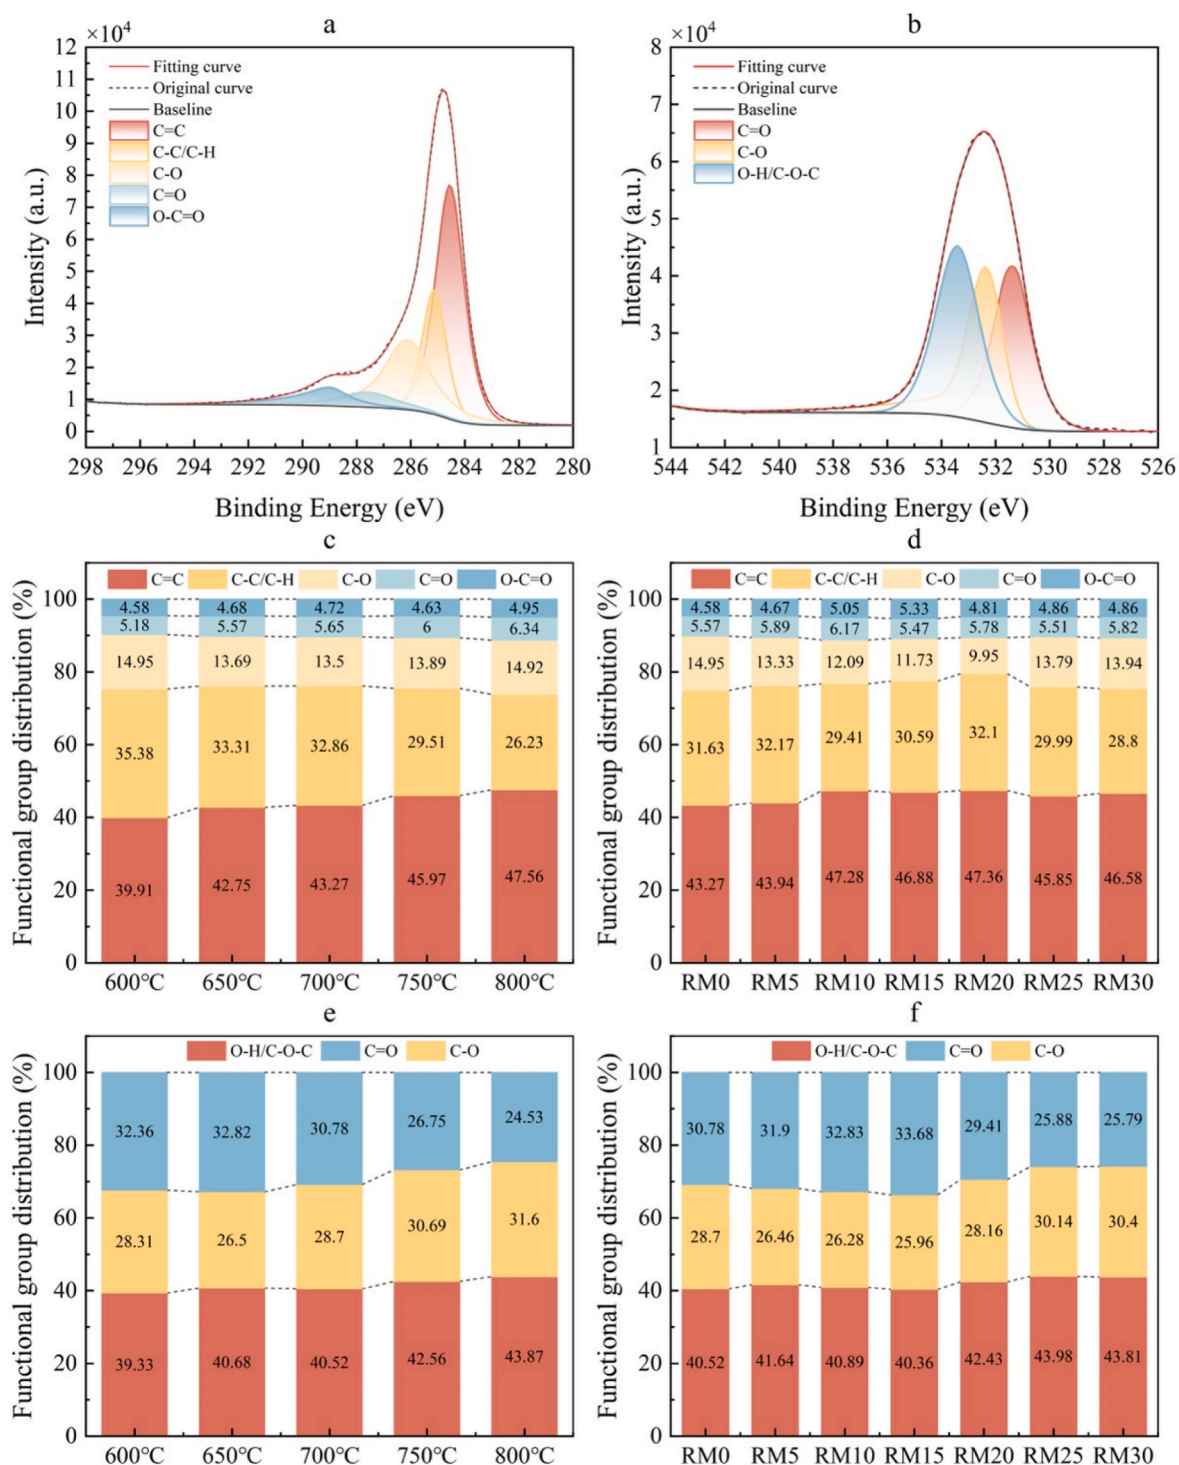 a
×10⁴
12
11
10
9
8
7
6
5
4
3
2
1
0
Intensity (a.u.)
Fitting curve
Original curve
Baseline
C=C
C-C/C-H
C-O
C=O
O-C=O
298 296 294 292 290 288 286 284 282 280
Binding Energy (eV)
b
×10⁴
8
7
6
5
4
3
2
1
Intensity (a.u.)
Fitting curve
Original curve
Baseline
C=O
C-O
O-H/C-O-C
544 542 540 538 536 534 532 530 528 526
Binding Energy (eV)
c
C=C C-C/C-H C-O C=O O-C=O
Functional group distribution (%)
100
80
60
40
20
0
4.58 4.68 4.72 4.63 4.95
5.18 5.57 5.65 6 6.34
14.95 13.69 13.5 13.89 14.92
35.38 33.31 32.86 29.51 26.23
39.91 42.75 43.27 45.97 47.56
600℃ 650℃ 700℃ 750℃ 800℃
d
C=C C-C/C-H C-O C=O O-C=O
Functional group distribution (%)
100
80
60
40
20
0
4.58 4.67 5.05 5.33 4.81 4.86 4.86
5.57 5.89 6.17 5.47 5.78 5.51 5.82
14.95 13.33 12.09 11.73 9.95 13.79 13.94
31.63 32.17 29.41 30.59 32.1 29.99 28.8
43.27 43.94 47.28 46.88 47.36 45.85 46.58
RM0 RM5 RM10 RM15 RM20 RM25 RM30
e
O-H/C-O-C C=O C-O
Functional group distribution (%)
100
80
60
40
20
0
32.36 32.82 30.78 26.75 24.53
28.31 26.5 28.7 30.69 31.6
39.33 40.68 40.52 42.56 43.87
600℃ 650℃ 700℃ 750℃ 800℃
f
O-H/C-O-C C=O C-O
Functional group distribution (%)
100
80
60
40
20
0
30.78 31.9 32.83 33.68 29.41 25.88 25.79
28.7 26.46 26.28 25.96 28.16 30.14 30.4
40.52 41.64 40.89 40.36 42.43 43.98 43.81
RM0 RM5 RM10 RM15 RM20 RM25 RM30